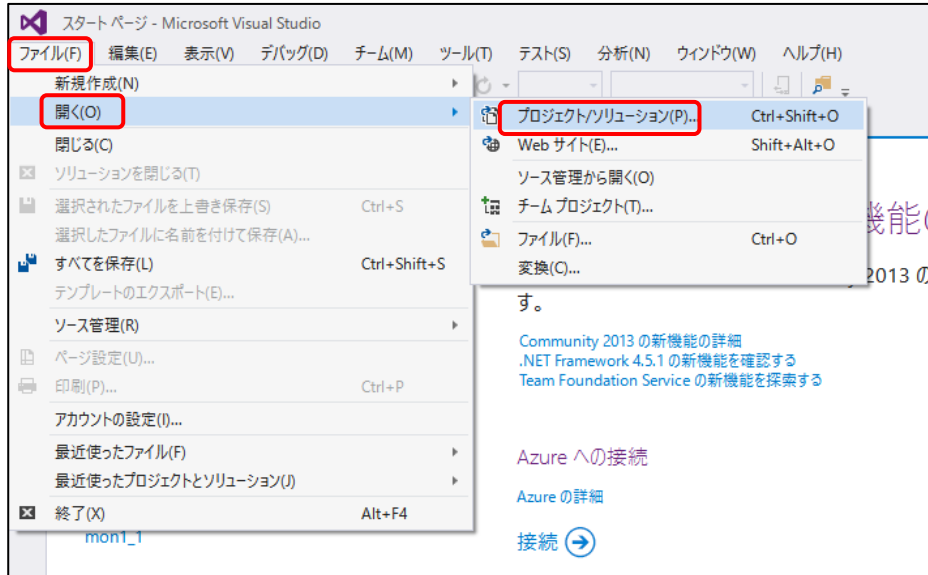 スタート ページ - Microsoft Visual Studio
ファイル(F) 編集(E) 表示(V) デバッグ(D) チーム(M) ツール(T) テスト(S) 分析(N) ウィンドウ(W) ヘルプ(H)
新規作成(N)
開く(O)
閉じる(C)
ソリューションを閉じる(T)
選択されたファイルを上書き保存(S) Ctrl+S
選択したファイルに名前を付けて保存(A)...
すべてを保存(L) Ctrl+Shift+S
テンプレートのエクスポート(E)...
ソース管理(R)
ページ設定(U)...
印刷(P)... Ctrl+P
アカウントの設定(I)...
最近使ったファイル(F)
最近使ったプロジェクトとソリューション(J)
終了(X) Alt+F4
mon1_1
プロジェクト/ソリューション(P)... Ctrl+Shift+O
Web サイト(E)... Shift+Alt+O
ソース管理から開く(O)
チーム プロジェクト(T)...
ファイル(F)... Ctrl+O
変換(C)...
機能(
2013 の
す。
Community 2013 の新機能の詳細
.NET Framework 4.5.1 の新機能を確認する
Team Foundation Service の新機能を探索する
Azure への接続
Azure の詳細
接続